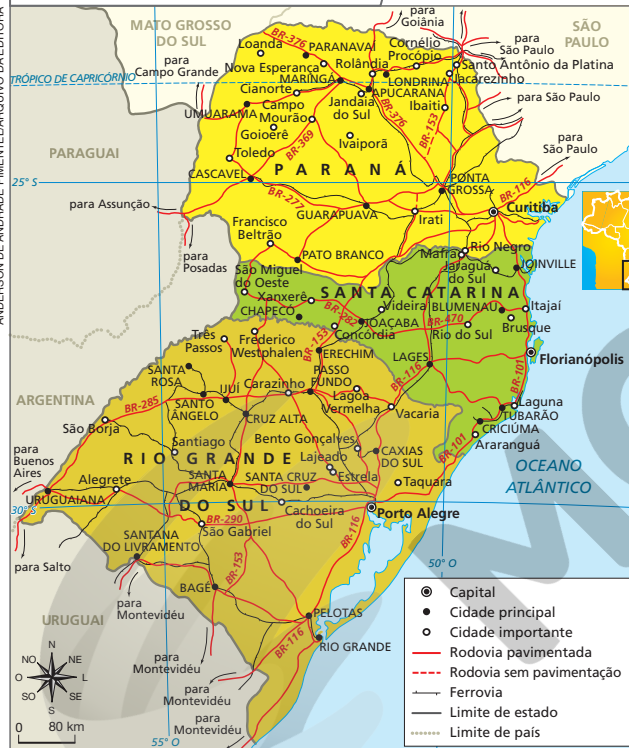 para
Goiânia
MATO GROSSO
DO SUL
SÃO
PAULO
BR-376
Loanda
PARANAVAÍ
Cornélio
Procópio
para
São Paulo
Nova Esperança
Rolândia
Santo Antônio da Platina
MARINGÁ
LONDRINA
Jacarezinho
TRÓPICO DE CAPRICÓRNIO
para
Campo Grande
Cianorte
APUCARANA
Jandaia
do Sul
Ibaiti
para São Paulo
UMUARAMA
Campo
Mourão
BR-376
BR-153
Goioerê
BR-369
Ivaiporã
para
São Paulo
PARAGUAI
Toledo
PARANÁ
CASCAVEL
PONTA
GROSSA
25° S
BR-116
BR-277
para Assunção
GUARAPUAVA
Irati
Curitiba
Francisco
Beltrão
para
Posadas
PATO BRANCO
Mafra
Rio Negro
São Miguel
do Oeste
Jaraguá
do Sul
JOINVILLE
Xanxerê
SANTA CATARINA
CHAPECÓ
Videira
BLUMENAU
Itajaí
BR-282
JOAÇABA
BR-470
Brusque
Concórdia
Rio do Sul
Três
Passos
Frederico
Westphalen
BR-153
ERECHIM
LAGES
Florianópolis
SANTA
ROSA
PASSO
FUNDO
BR-116
BR-101
IJUÍ
Carazinho
Lagoa
Vermelha
ARGENTINA
BR-285
SANTO
ÂNGELO
CRUZ ALTA
Vacaria
Laguna
TUBARÃO
São Borja
CRICIÚMA
Araranguá
Santiago
Bento Gonçalves
BR-101
para
Buenos
Aires
RIO GRANDE
Lajeado
CAXIAS
DO SUL
OCEANO
ATLÂNTICO
Alegrete
SANTA
MARIA
SANTA CRUZ
DO SUL
Estrela
Taquara
URUGUAIANA
30° S
DO SUL
Cachoeira
do Sul
Porto Alegre
BR-290
São Gabriel
SANTANA
DO LIVRAMENTO
BR-116
para Salto
BR-153
50° O
BAGÉ
para
Montevidéu
PELOTAS
URUGUAI
RIO GRANDE
BR-116
para
Montevidéu
para
Montevidéu
para
Montevidéu
N
NO
NE
O
L
SO
SE
S
0 80 km
55° O
Capital
Cidade principal
Cidade importante
Rodovia pavimentada
Rodovia sem pavimentação
Ferrovia
Limite de estado
Limite de país